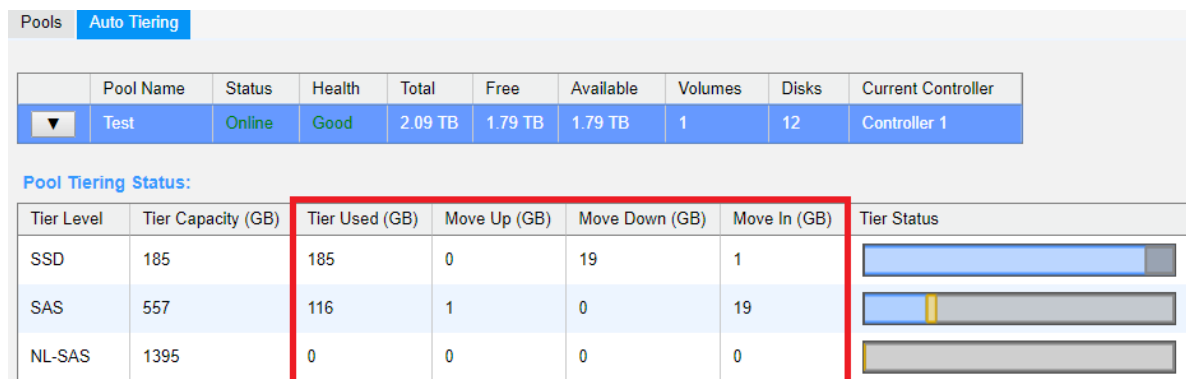 Pools Auto Tiering
Pool Name Status Health Total Free Available Volumes Disks Current Controller
▼ Test Online Good 2.09 TB 1.79 TB 1.79 TB 1 12 Controller 1
Pool Tiering Status:
Tier Level Tier Capacity (GB) Tier Used (GB) Move Up (GB) Move Down (GB) Move In (GB) Tier Status
SSD 185 185 0 19 1
SAS 557 116 1 0 19
NL-SAS 1395 0 0 0 0